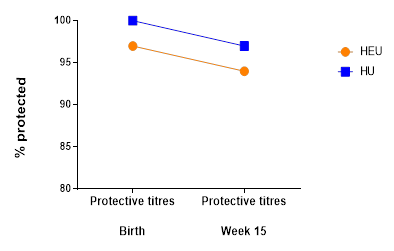 % protected
100
95
90
85
80
Protective titres Protective titres
Birth Week 15
HEU
HU